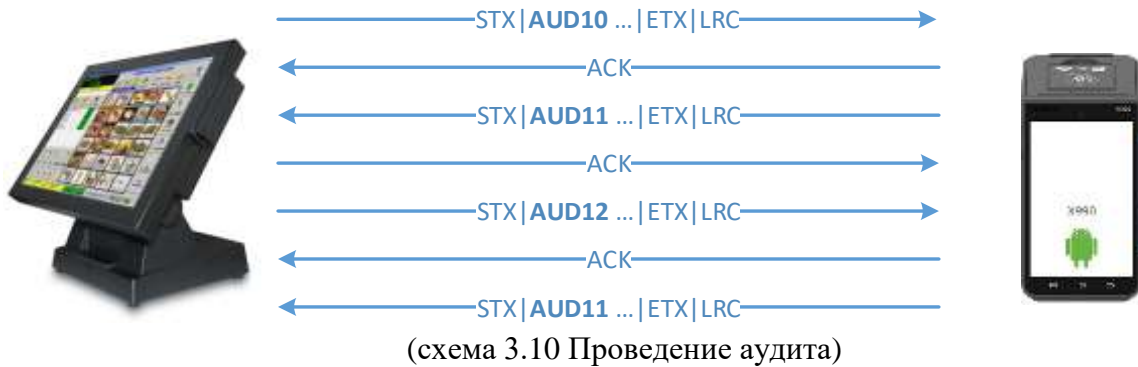 STX|AUD10 ...|ETX|LRC
ACK
STX|AUD11 ...|ETX|LRC
ACK
STX|AUD12 ...|ETX|LRC
ACK
STX|AUD11 ...|ETX|LRC
X990
(схема 3.10 Проведение аудита)